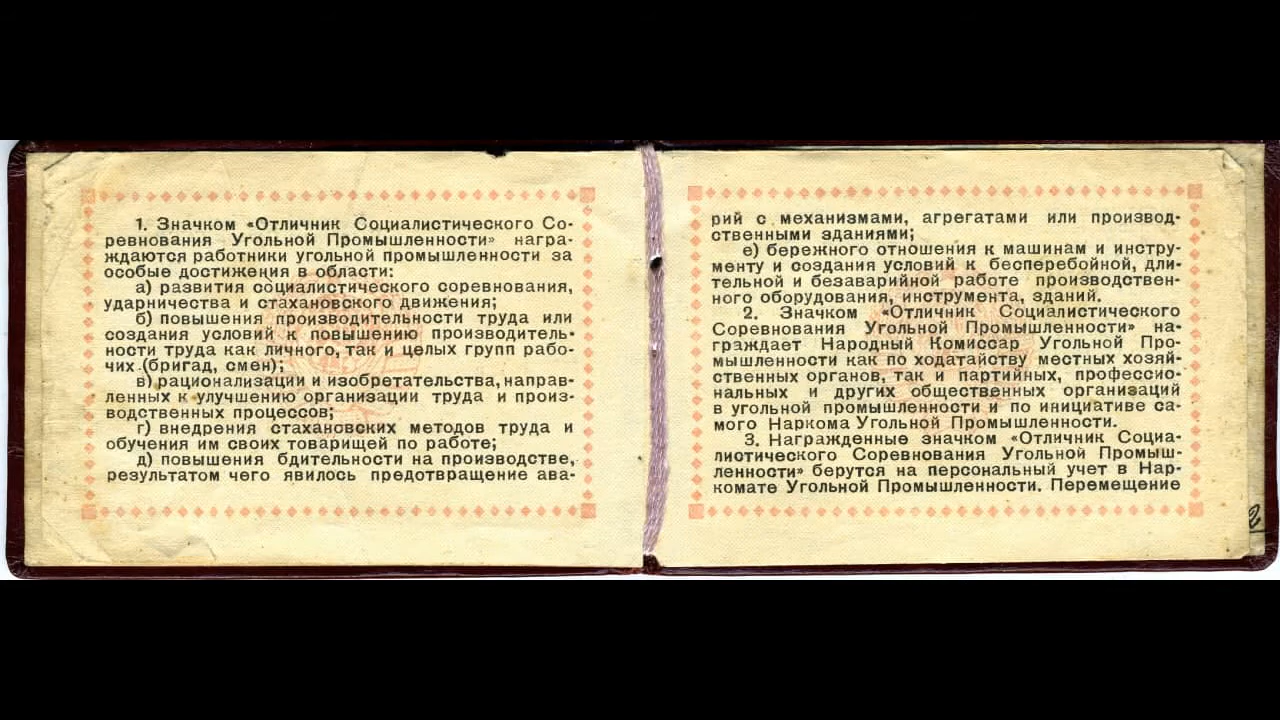 1. Значком «Отличник Социалистического Со-
ревнования Угольной Промышленности» награ-
ждаются работники угольной промышленности за
особые достижения в области:
а) развития социалистического соревнования,
ударничества и стахановского движения;
б) повышения производительности труда или
создания условий к повышению производитель-
ности труда как личного, так и целых групп рабо-
чих (бригад, смен);
в) рационализации и изобретательства, направ-
ленных к улучшению организации труда и произ-
водственных процессов;
г) внедрения стахановских методов труда и
обучения им своих товарищей по работе;
д) повышения бдительности на производстве,
результатом чего явилось предотвращение ава-
рий с механизмами, агрегатами или производ-
ственными зданиями;
е) бережного отношения к машинам и инстру-
менту и создания условий к бесперебойной, дли-
тельной и безаварийной работе производствен-
ного оборудования, инструмента, зданий.
2. Значком «Отличник Социалистического
Соревнования Угольной Промышленности» на-
граждает Народный Комиссар Угольной Про-
мышленности как по ходатайству местных хозяй-
ственных органов, так и партийных, профессио-
нальных и других общественных организаций
в угольной промышленности и по инициативе са-
мого Наркома Угольной Промышленности.
3. Награжденные значком «Отличник Социа-
листического Соревнования Угольной Промыш-
ленности» берутся на персональный учет в Нар-
комате Угольной Промышленности. Перемещение